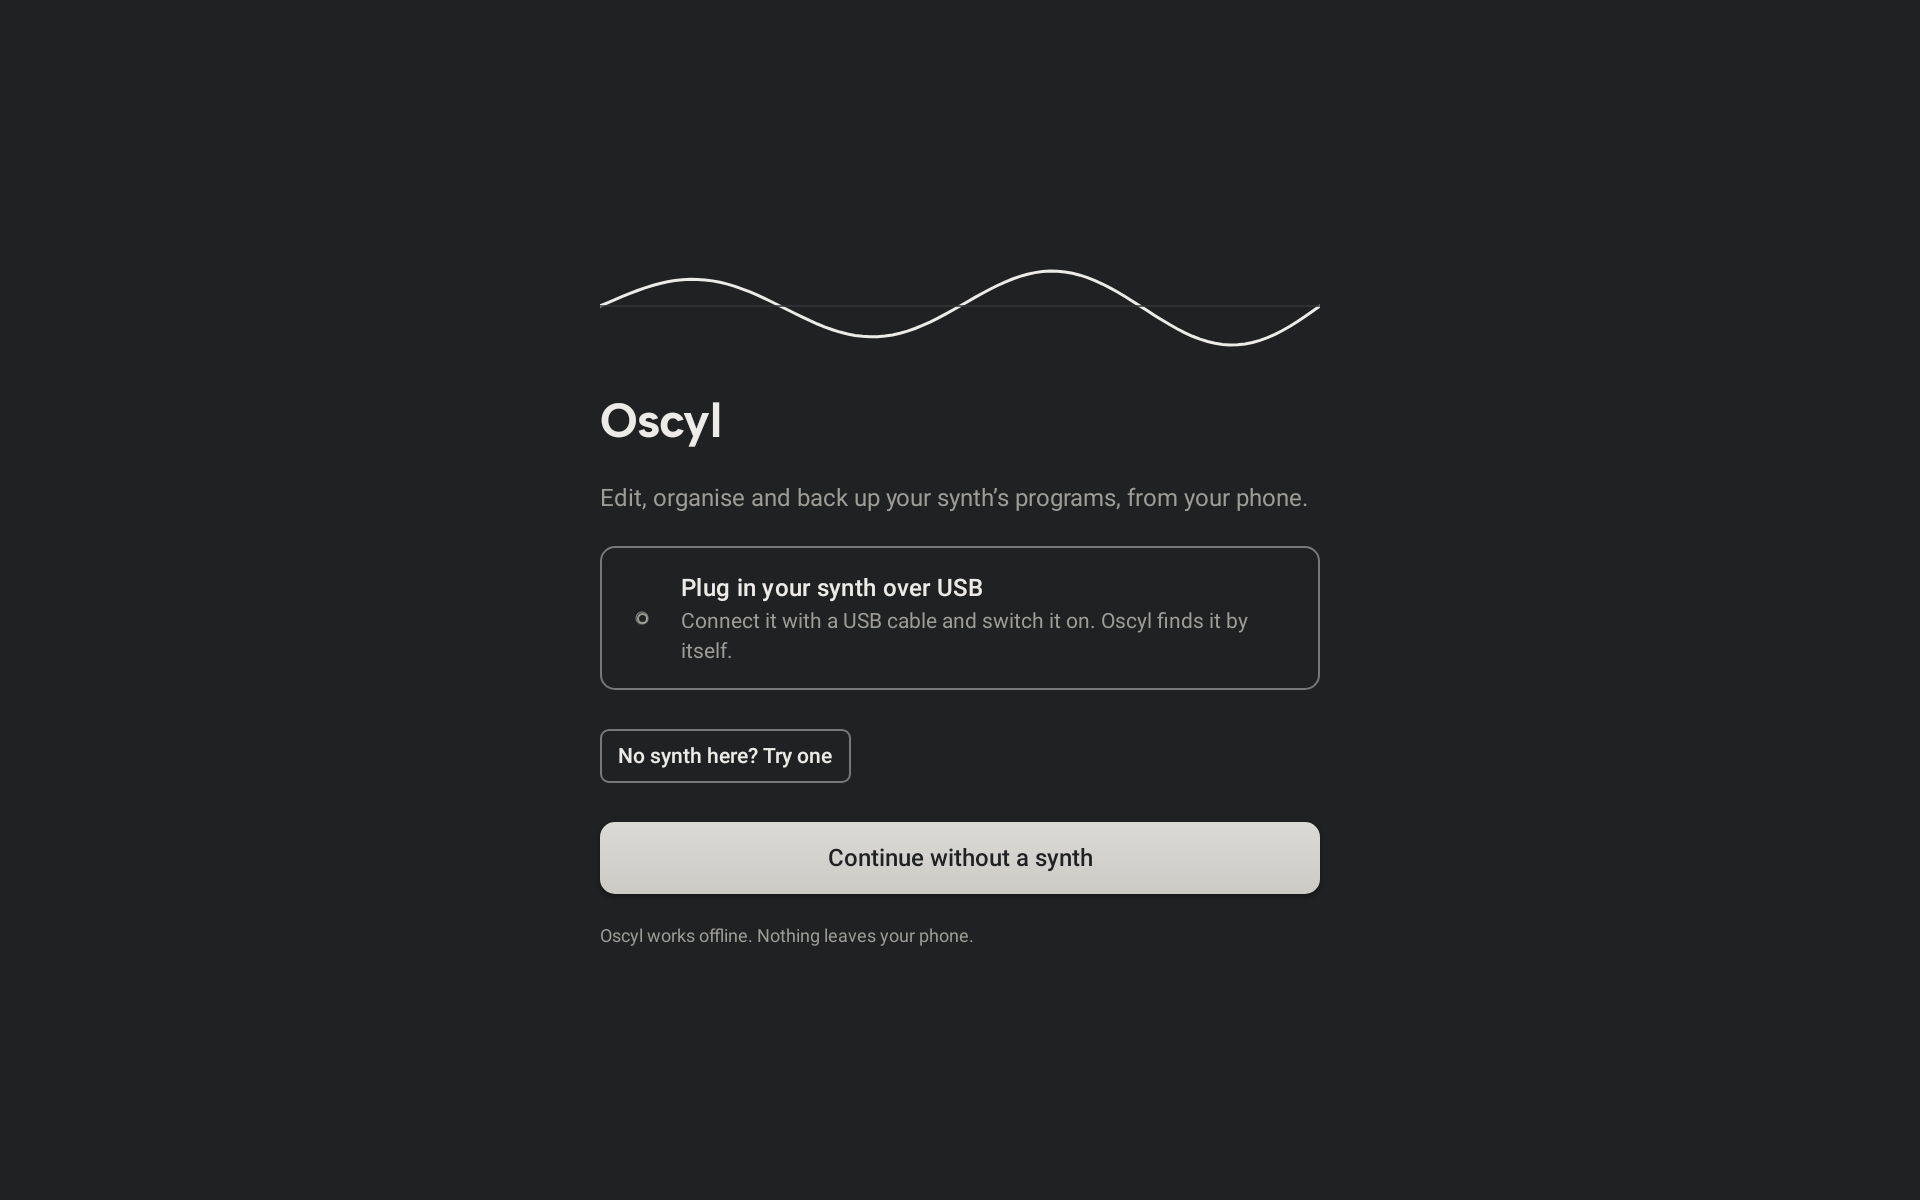 Oscyl
Edit, organise and back up your synth’s programs, from your phone.
Plug in your synth over USB
Connect it with a USB cable and switch it on. Oscyl finds it by
itself.
No synth here? Try one
Continue without a synth
Oscyl works offline. Nothing leaves your phone.